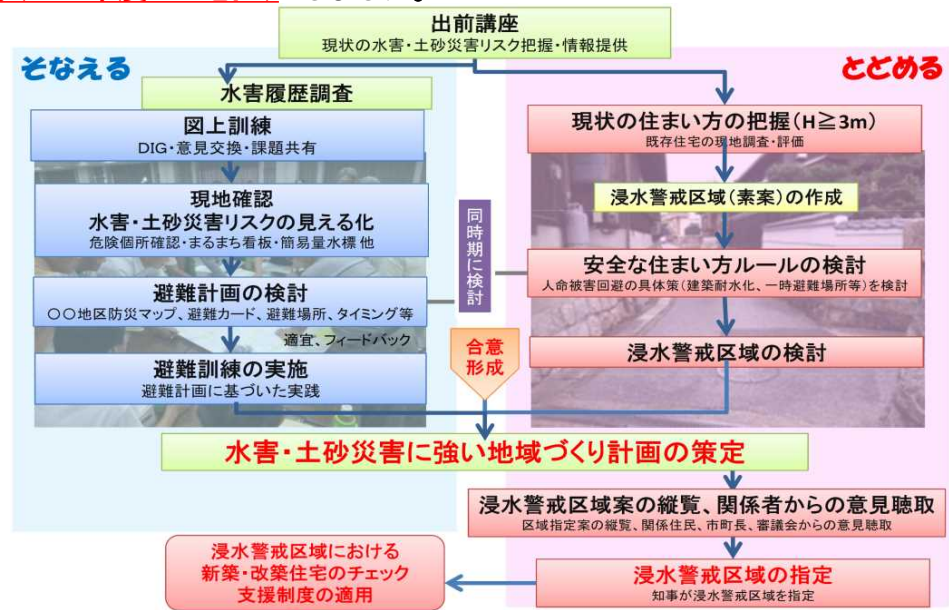 出前講座
現状の水害・土砂災害リスク把握・情報提供
そなえる
水害履歴調査
図上訓練
DIG・意見交換・課題共有
現地確認
水害・土砂災害リスクの見える化
危険個所確認・まるまち看板・簡易量水標 他
避難計画の検討
〇〇地区防災マップ、避難カード、避難場所、タイミング等
適宜、フィードバック
避難訓練の実施
避難計画に基づいた実践
同時期に検討
合意
形成
とどめる
現状の住まい方の把握(H≧3m)
既存住宅の現地調査・評価
浸水警戒区域(素案)の作成
安全な住まい方ルールの検討
人命被害回避の具体策(建築耐水化、一時避難場所等)を検討
浸水警戒区域の検討
水害・土砂災害に強い地域づくり計画の策定
浸水警戒区域案の縦覧、関係者からの意見聴取
区域指定案の縦覧、関係住民、市町長、審議会からの意見聴取
浸水警戒区域の指定
知事が浸水警戒区域を指定
浸水警戒区域における
新築・改築住宅のチェック
支援制度の適用